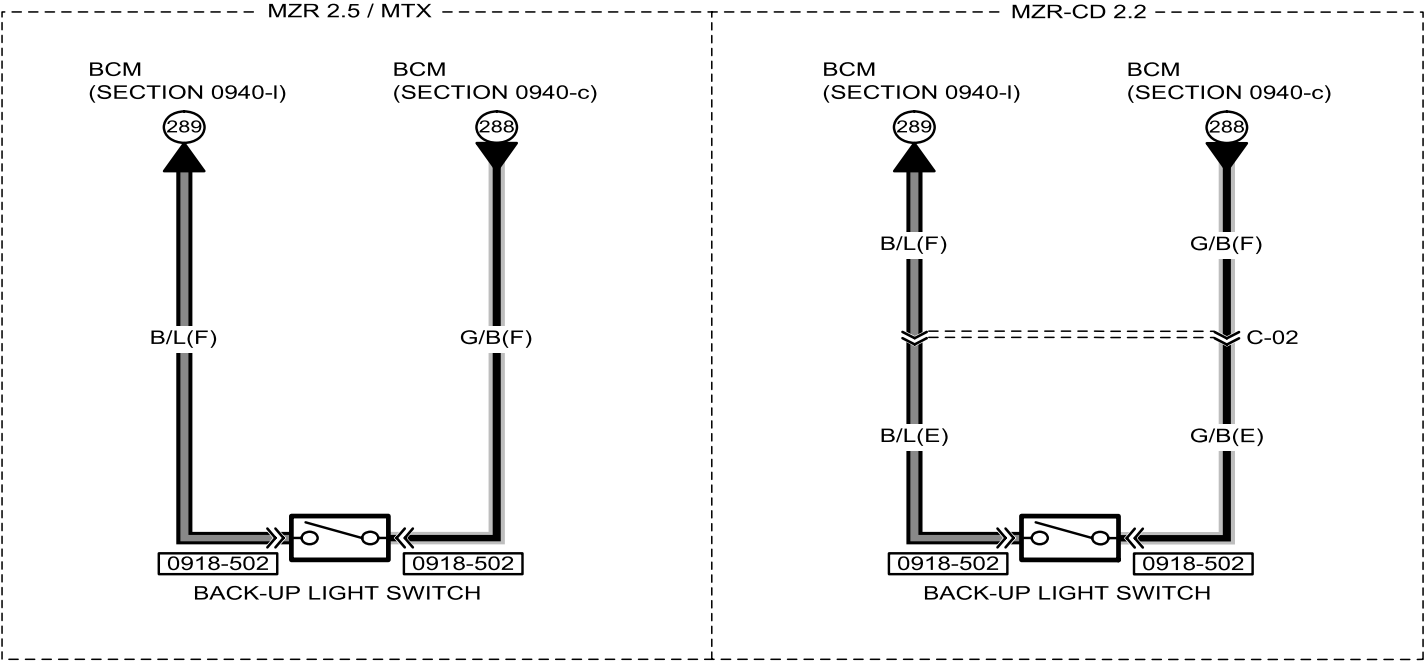 MZR 2.5 / MTX
BCM
(SECTION 0940-I)
289
BCM
(SECTION 0940-c)
288
B/L(F)
G/B(F)
0918-502
0918-502
BACK-UP LIGHT SWITCH
MZR-CD 2.2
BCM
(SECTION 0940-I)
289
BCM
(SECTION 0940-c)
288
B/L(F)
G/B(F)
C-02
B/L(E)
G/B(E)
0918-502
0918-502
BACK-UP LIGHT SWITCH